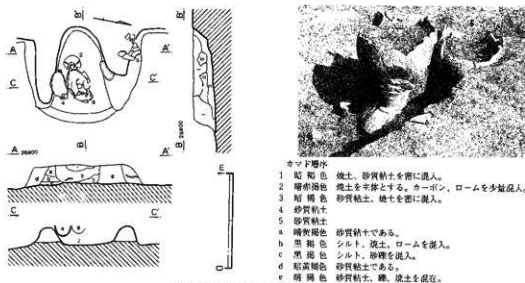 B'
A A'
C C'
B
B'
B 28m00
A 28m00 A'
B B'
C C'
0 1m
カマド層序
1 暗褐色 焼土、砂質粘土を密に混入。
2 暗赤褐色 焼土を主体とする。カーボン、ロームを少量混入。
3 暗褐色 砂質粘土、焼土を密に混入。
4 砂質粘土
5 砂質粘土
a 暗黄褐色 砂質粘土である。
b 黒褐色 シルト、焼土、ロームを混入。
c 黒褐色 シルト、砂礫を混入。
d 暗黄褐色 砂質粘土である。
e 暗褐色 砂質粘土、礫、焼土を混在。